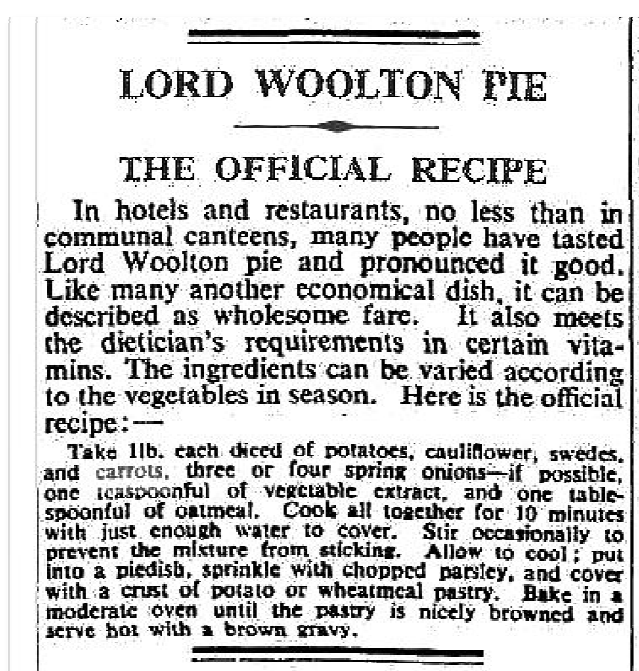 LORD WOOLTON PIE
THE OFFICIAL RECIPE
In hotels and restaurants, no less than in
communal canteens, many people have tasted
Lord Woolton pie and pronounced it good.
Like many another economical dish, it can be
described as wholesome fare. It also meets
the dietician's requirements in certain vita-
mins. The ingredients can be varied according
to the vegetables in season. Here is the official
recipe:—
Take 1lb. each diced of potatoes, cauliflower, swedes,
and carrots, three or four spring onions—if possible,
one teaspoonful of vegetable extract, and one table-
spoonful of oatmeal. Cook all together for 10 minutes
with just enough water to cover. Stir occasionally to
prevent the mixture from sticking. Allow to cool; put
into a piedish, sprinkle with chopped parsley, and cover
with a crust of potato or wheatmeal pastry. Bake in a
moderate oven until the pastry is nicely browned and
serve hot with a brown gravy.